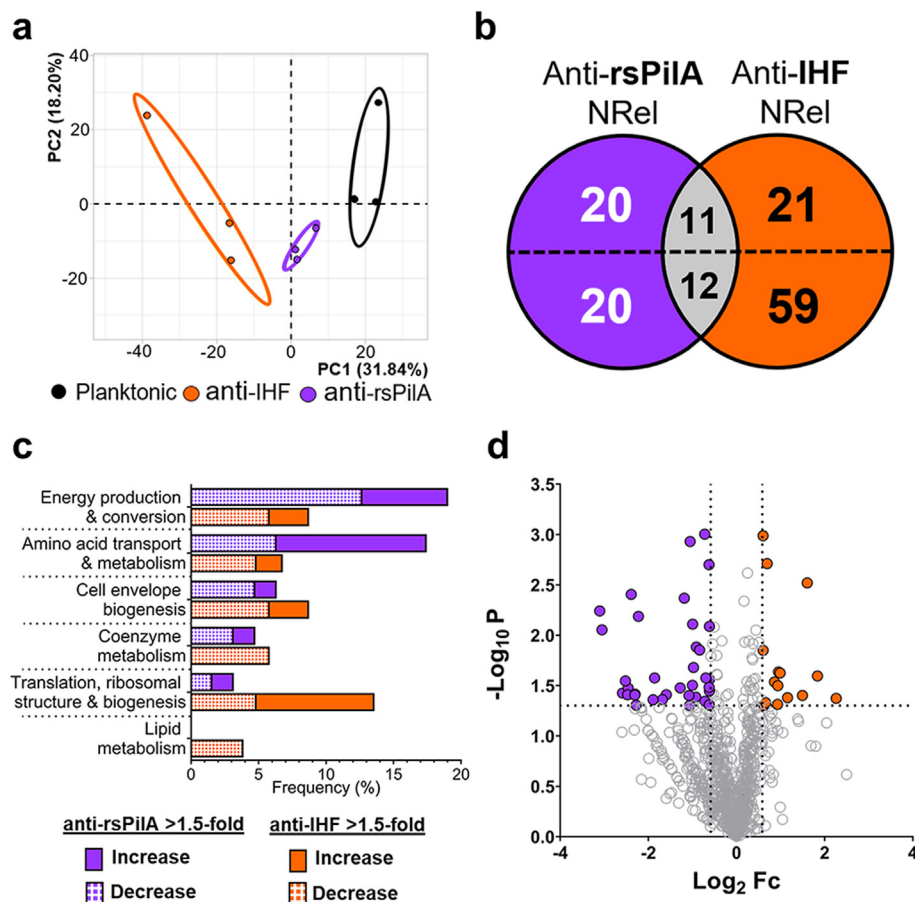 a
PC2 (18.20%)
40
20
0
-20
-40
-20
0
20
PC1 (31.84%)
Planktonic anti-IHF anti-rsPilA
b
Anti-rsPilA Anti-IHF
NRel NRel
20 11 21
20 12 59
c
Energy production
& conversion
Amino acid transport
& metabolism
Cell envelope
biogenesis
Coenzyme
metabolism
Translation, ribosomal
structure & biogenesis
Lipid
metabolism
0 5 10 15 20
Frequency (%)
anti-rsPilA >1.5-fold anti-IHF >1.5-fold
Increase Increase
Decrease Decrease
d
-Log10 P
3.5
3.0
2.5
2.0
1.5
1.0
0.5
0.0
-4 -2 0 2 4
Log2 Fc